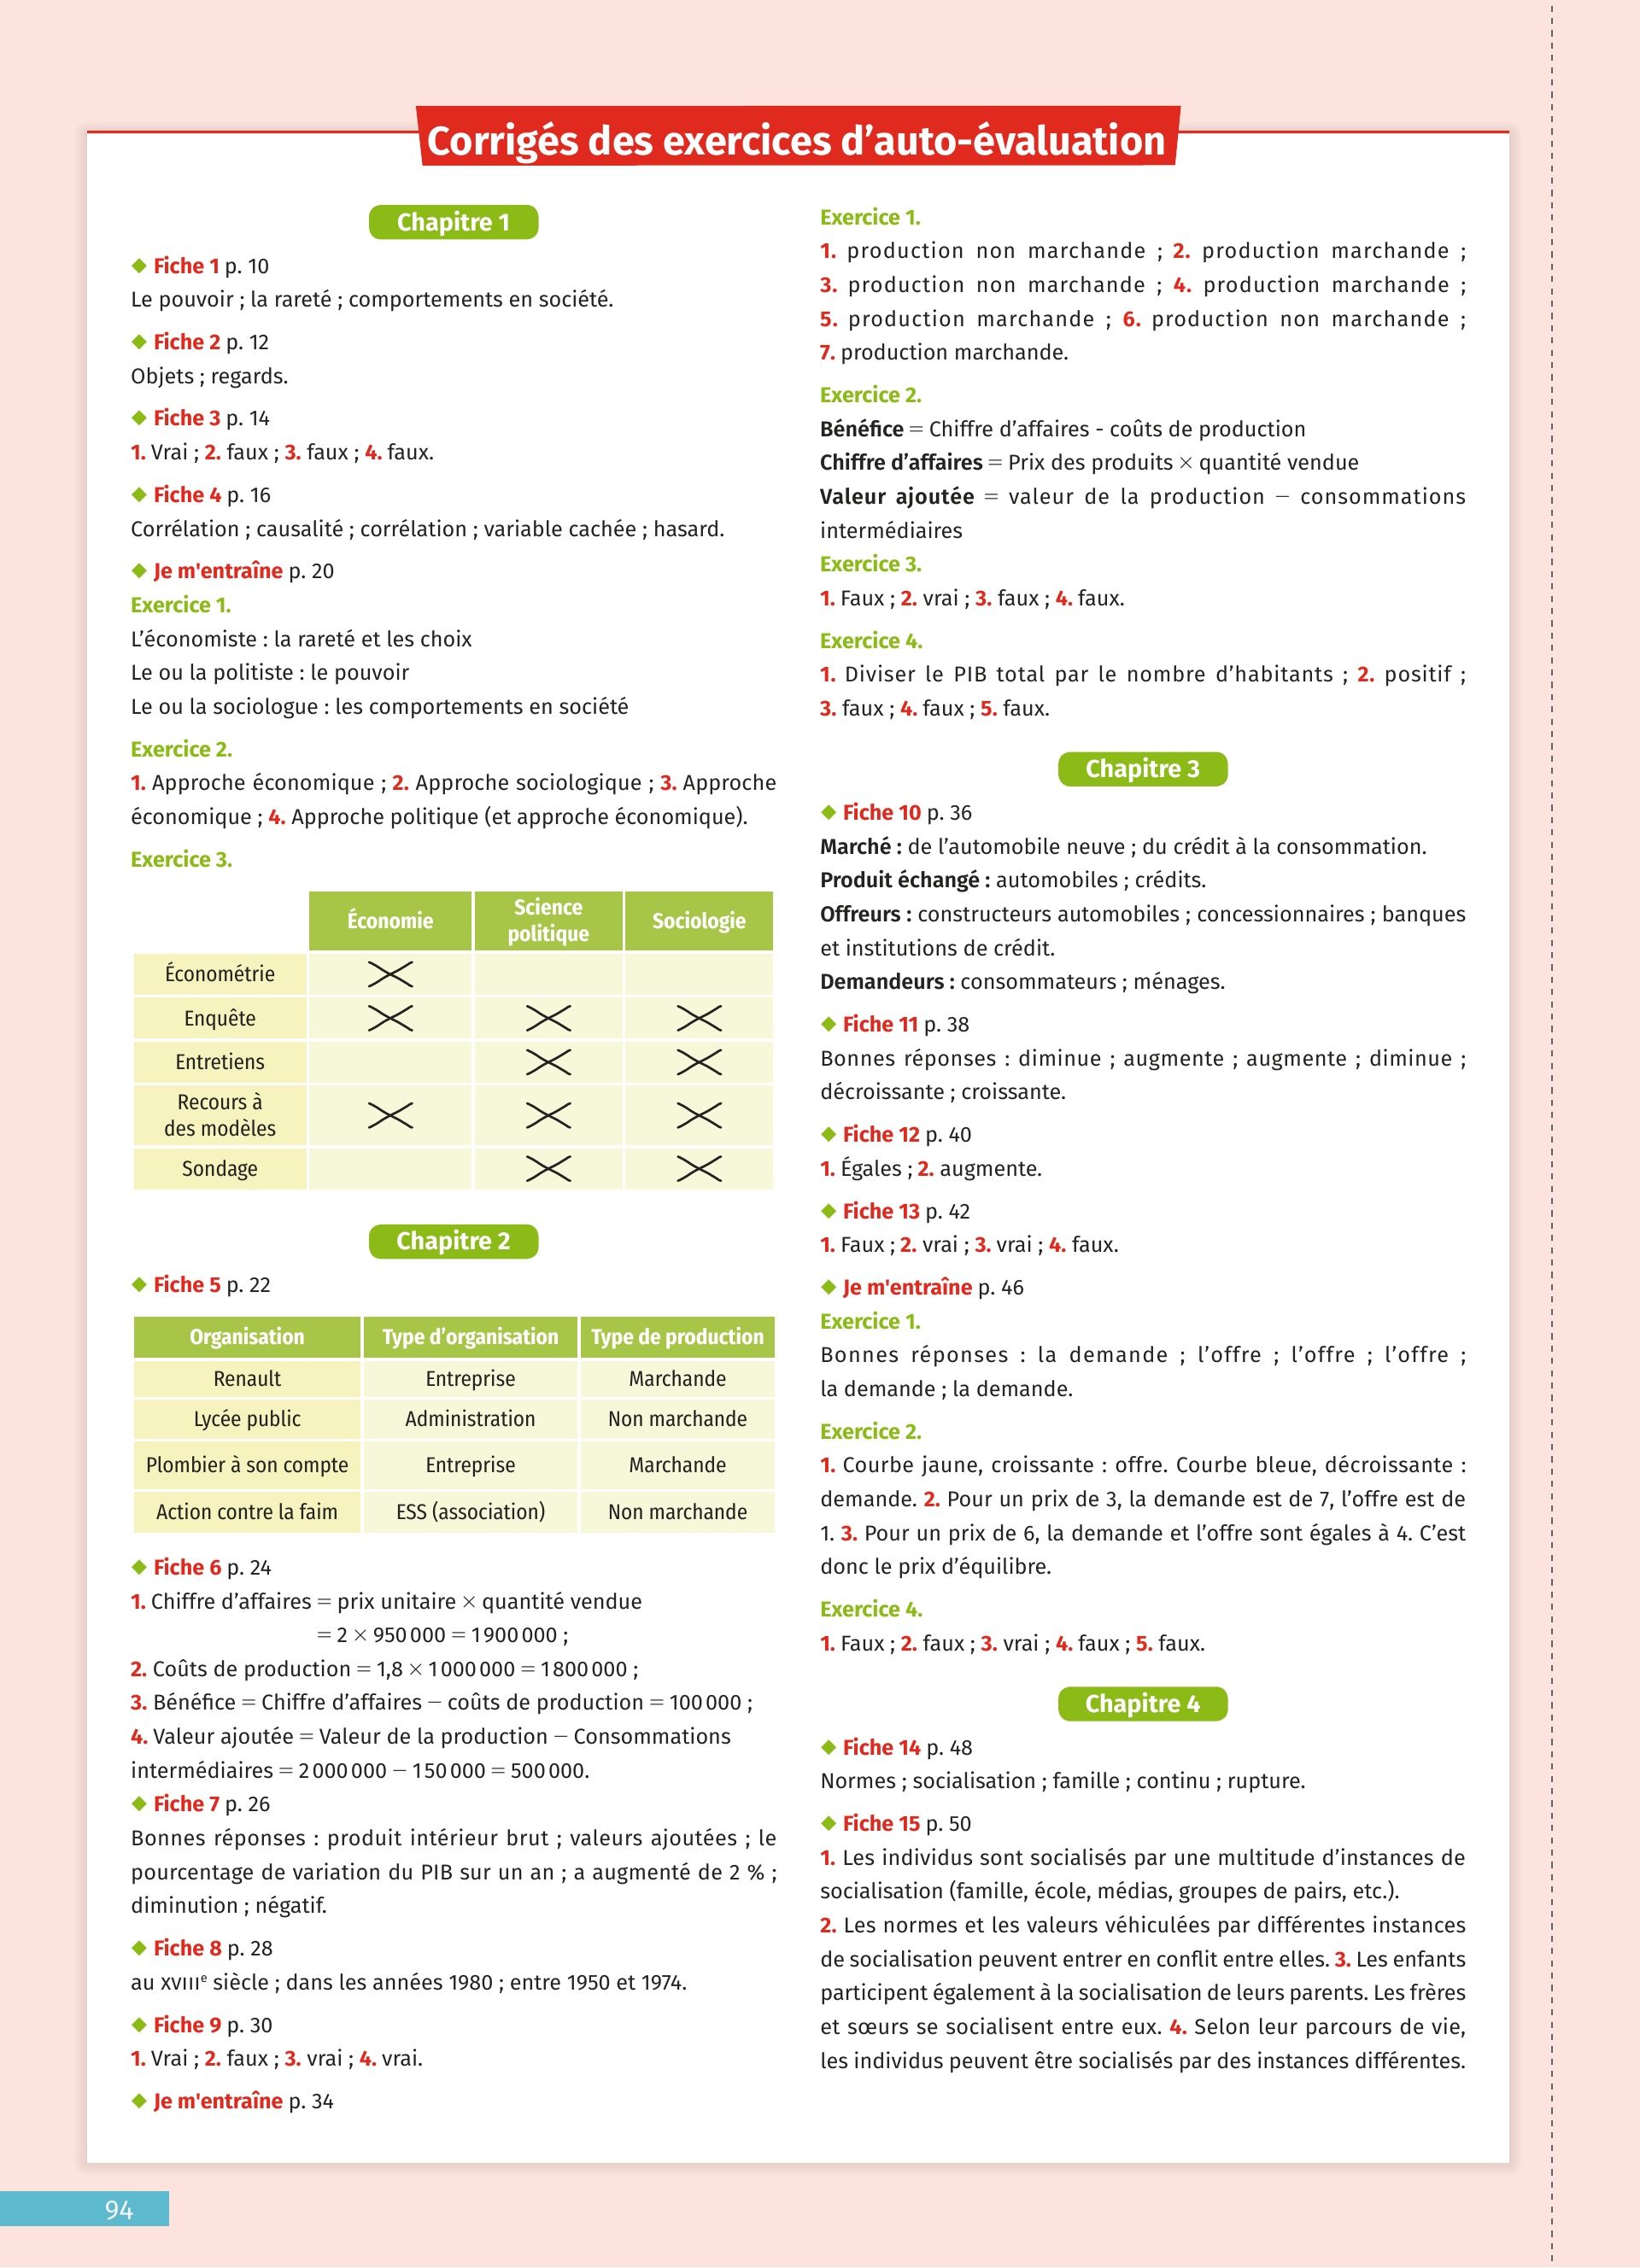 Corrigés des exercices d'auto-évaluation
Chapitre 1
◆ Fiche 1 p. 10
Le pouvoir ; la rareté ; comportements en société.
◆ Fiche 2 p. 12
Objets ; regards.
◆ Fiche 3 p. 14
1. Vrai ; 2. faux ; 3. faux ; 4. faux.
◆ Fiche 4 p. 16
Corrélation ; causalité ; corrélation ; variable cachée ; hasard.
◆ Je m'entraîne p. 20
Exercice 1.
L'économiste : la rareté et les choix
Le ou la politiste : le pouvoir
Le ou la sociologue : les comportements en société
Exercice 2.
1. Approche économique ; 2. Approche sociologique ; 3. Approche
économique ; 4. Approche politique (et approche économique).
Exercice 3.
Économie
Science
politique
Sociologie
Économétrie
Enquête
Entretiens
Recours à
des modèles
Sondage
Chapitre 2
◆ Fiche 5 p. 22
Organisation Type d'organisation Type de production
Renault Entreprise Marchande
Lycée public Administration Non marchande
Plombier à son compte Entreprise Marchande
Action contre la faim ESS (association) Non marchande
◆ Fiche 6 p. 24
1. Chiffre d'affaires = prix unitaire × quantité vendue
= 2 × 950 000 = 1 900 000 ;
2. Coûts de production = 1,8 × 1 000 000 = 1 800 000 ;
3. Bénéfice = Chiffre d'affaires − coûts de production = 100 000 ;
4. Valeur ajoutée = Valeur de la production − Consommations
intermédiaires = 2 000 000 − 150 000 = 500 000.
◆ Fiche 7 p. 26
Bonnes réponses : produit intérieur brut ; valeurs ajoutées ; le
pourcentage de variation du PIB sur un an ; a augmenté de 2 % ;
diminution ; négatif.
◆ Fiche 8 p. 28
au XVIIIe siècle ; dans les années 1980 ; entre 1950 et 1974.
◆ Fiche 9 p. 30
1. Vrai ; 2. faux ; 3. vrai ; 4. vrai.
◆ Je m'entraîne p. 34
Exercice 1.
1. production non marchande ; 2. production marchande ;
3. production non marchande ; 4. production marchande ;
5. production marchande ; 6. production non marchande ;
7. production marchande.
Exercice 2.
Bénéfice = Chiffre d'affaires - coûts de production
Chiffre d'affaires = Prix des produits × quantité vendue
Valeur ajoutée = valeur de la production − consommations
intermédiaires
Exercice 3.
1. Faux ; 2. vrai ; 3. faux ; 4. faux.
Exercice 4.
1. Diviser le PIB total par le nombre d'habitants ; 2. positif ;
3. faux ; 4. faux ; 5. faux.
Chapitre 3
◆ Fiche 10 p. 36
Marché : de l'automobile neuve ; du crédit à la consommation.
Produit échangé : automobiles ; crédits.
Offreurs : constructeurs automobiles ; concessionnaires ; banques
et institutions de crédit.
Demandeurs : consommateurs ; ménages.
◆ Fiche 11 p. 38
Bonnes réponses : diminue ; augmente ; augmente ; diminue ;
décroissante ; croissante.
◆ Fiche 12 p. 40
1. Égales ; 2. augmente.
◆ Fiche 13 p. 42
1. Faux ; 2. vrai ; 3. vrai ; 4. faux.
◆ Je m'entraîne p. 46
Exercice 1.
Bonnes réponses : la demande ; l'offre ; l'offre ; l'offre ;
la demande ; la demande.
Exercice 2.
1. Courbe jaune, croissante : offre. Courbe bleue, décroissante :
demande. 2. Pour un prix de 3, la demande est de 7, l'offre est de
1. 3. Pour un prix de 6, la demande et l'offre sont égales à 4. C'est
donc le prix d'équilibre.
Exercice 4.
1. Faux ; 2. faux ; 3. vrai ; 4. faux ; 5. faux.
Chapitre 4
◆ Fiche 14 p. 48
Normes ; socialisation ; famille ; continu ; rupture.
◆ Fiche 15 p. 50
1. Les individus sont socialisés par une multitude d'instances de
socialisation (famille, école, médias, groupes de pairs, etc.).
2. Les normes et les valeurs véhiculées par différentes instances
de socialisation peuvent entrer en conflit entre elles. 3. Les enfants
participent également à la socialisation de leurs parents. Les frères
et sœurs se socialisent entre eux. 4. Selon leur parcours de vie,
les individus peuvent être socialisés par des instances différentes.
94